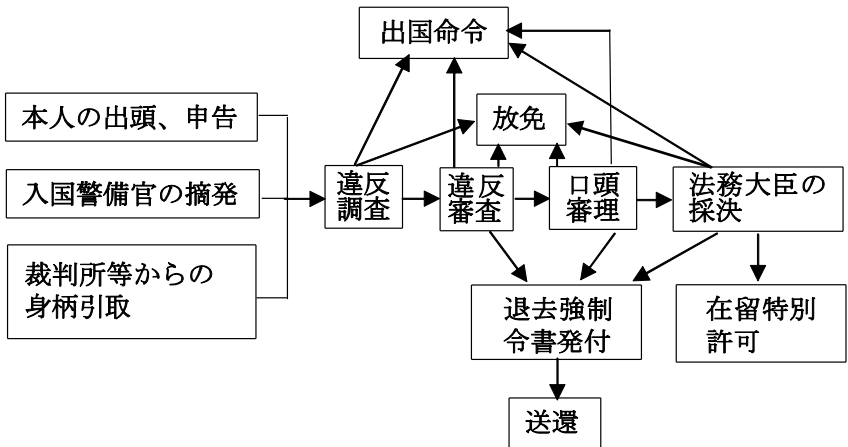 出国命令
本人の出頭、申告
放免
入国警備官の摘発
違反
調査
違反
審査
口頭
審理
法務大臣の
採決
裁判所等からの
身柄引取
退去強制
令書発付
在留特別
許可
送還